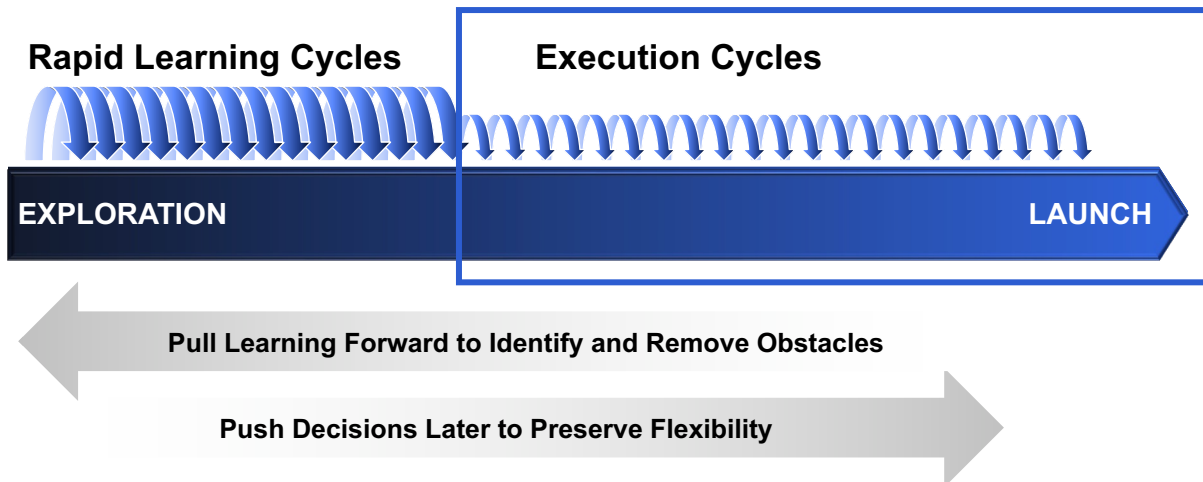 Rapid Learning Cycles
Execution Cycles
EXPLORATION
LAUNCH
Pull Learning Forward to Identify and Remove Obstacles
Push Decisions Later to Preserve Flexibility